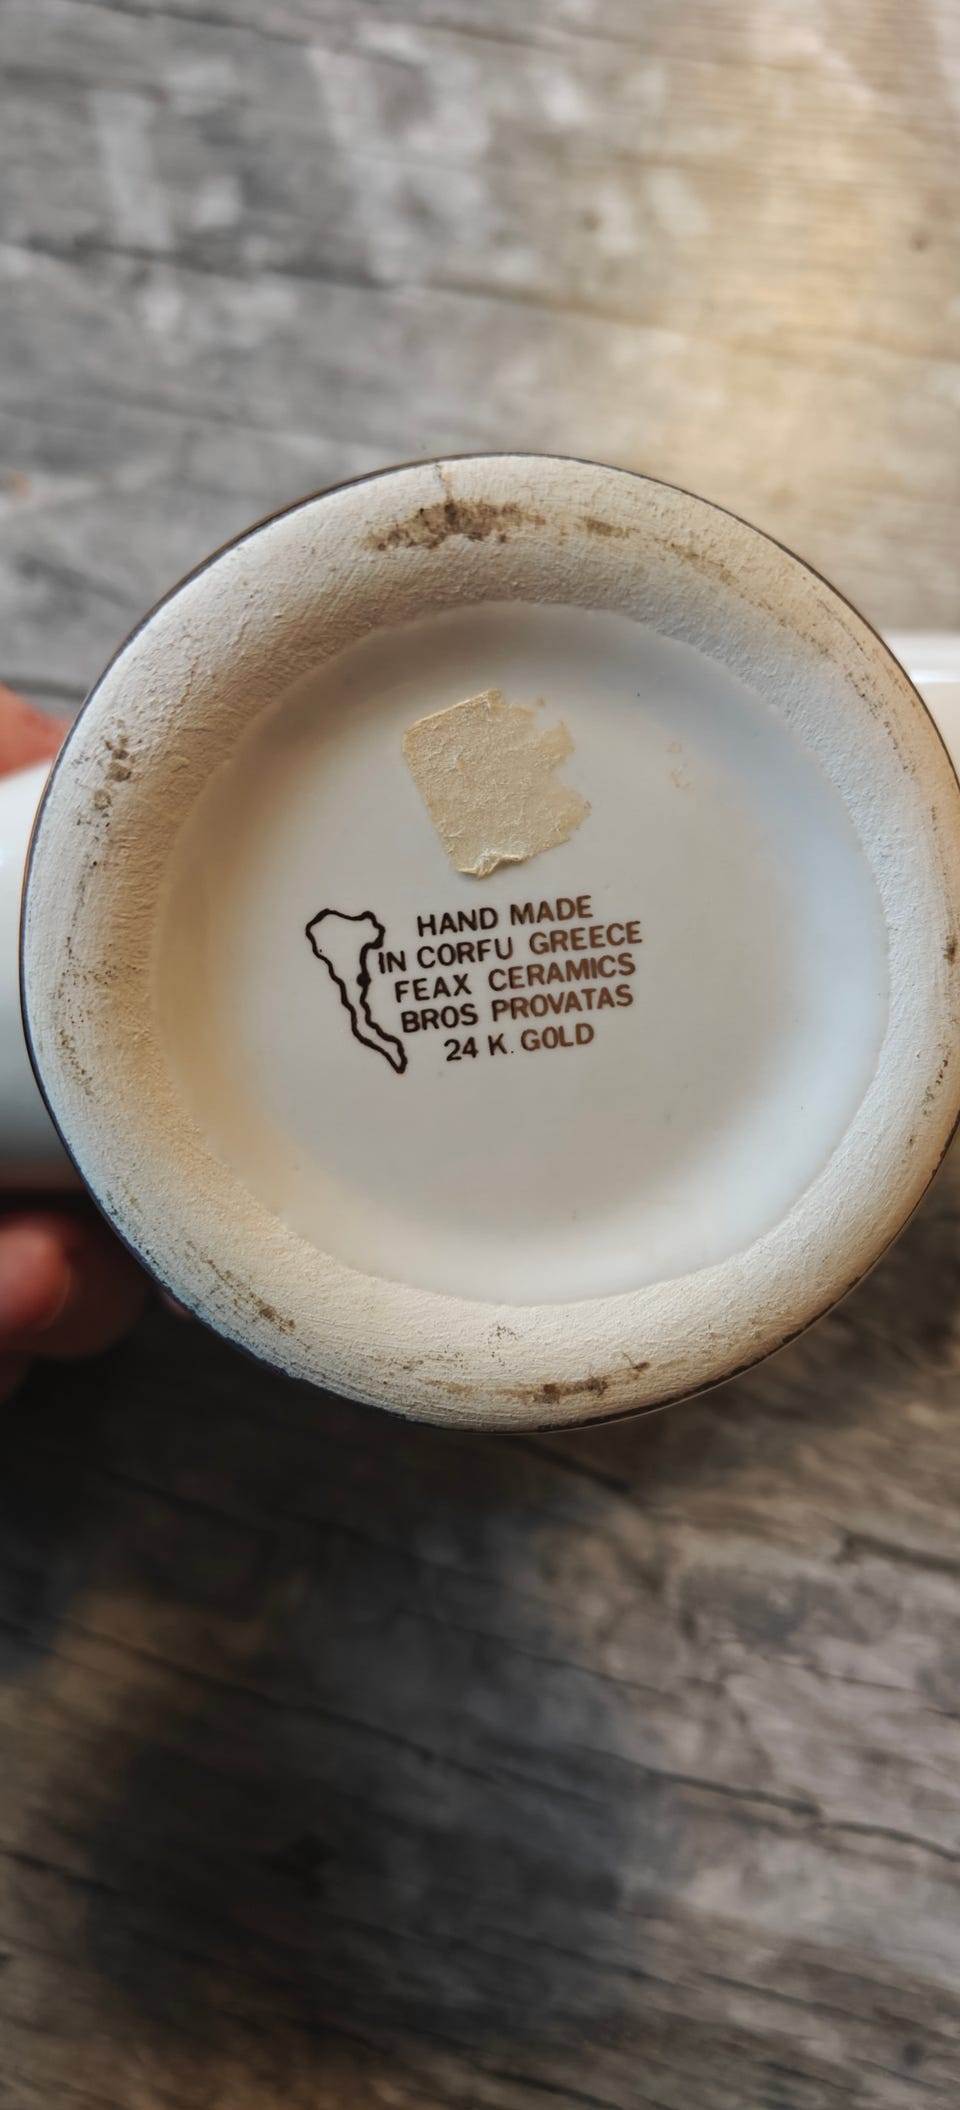 HAND MADE
IN CORFU GREECE
FEAX CERAMICS
BROS PROVATAS
24 K. GOLD